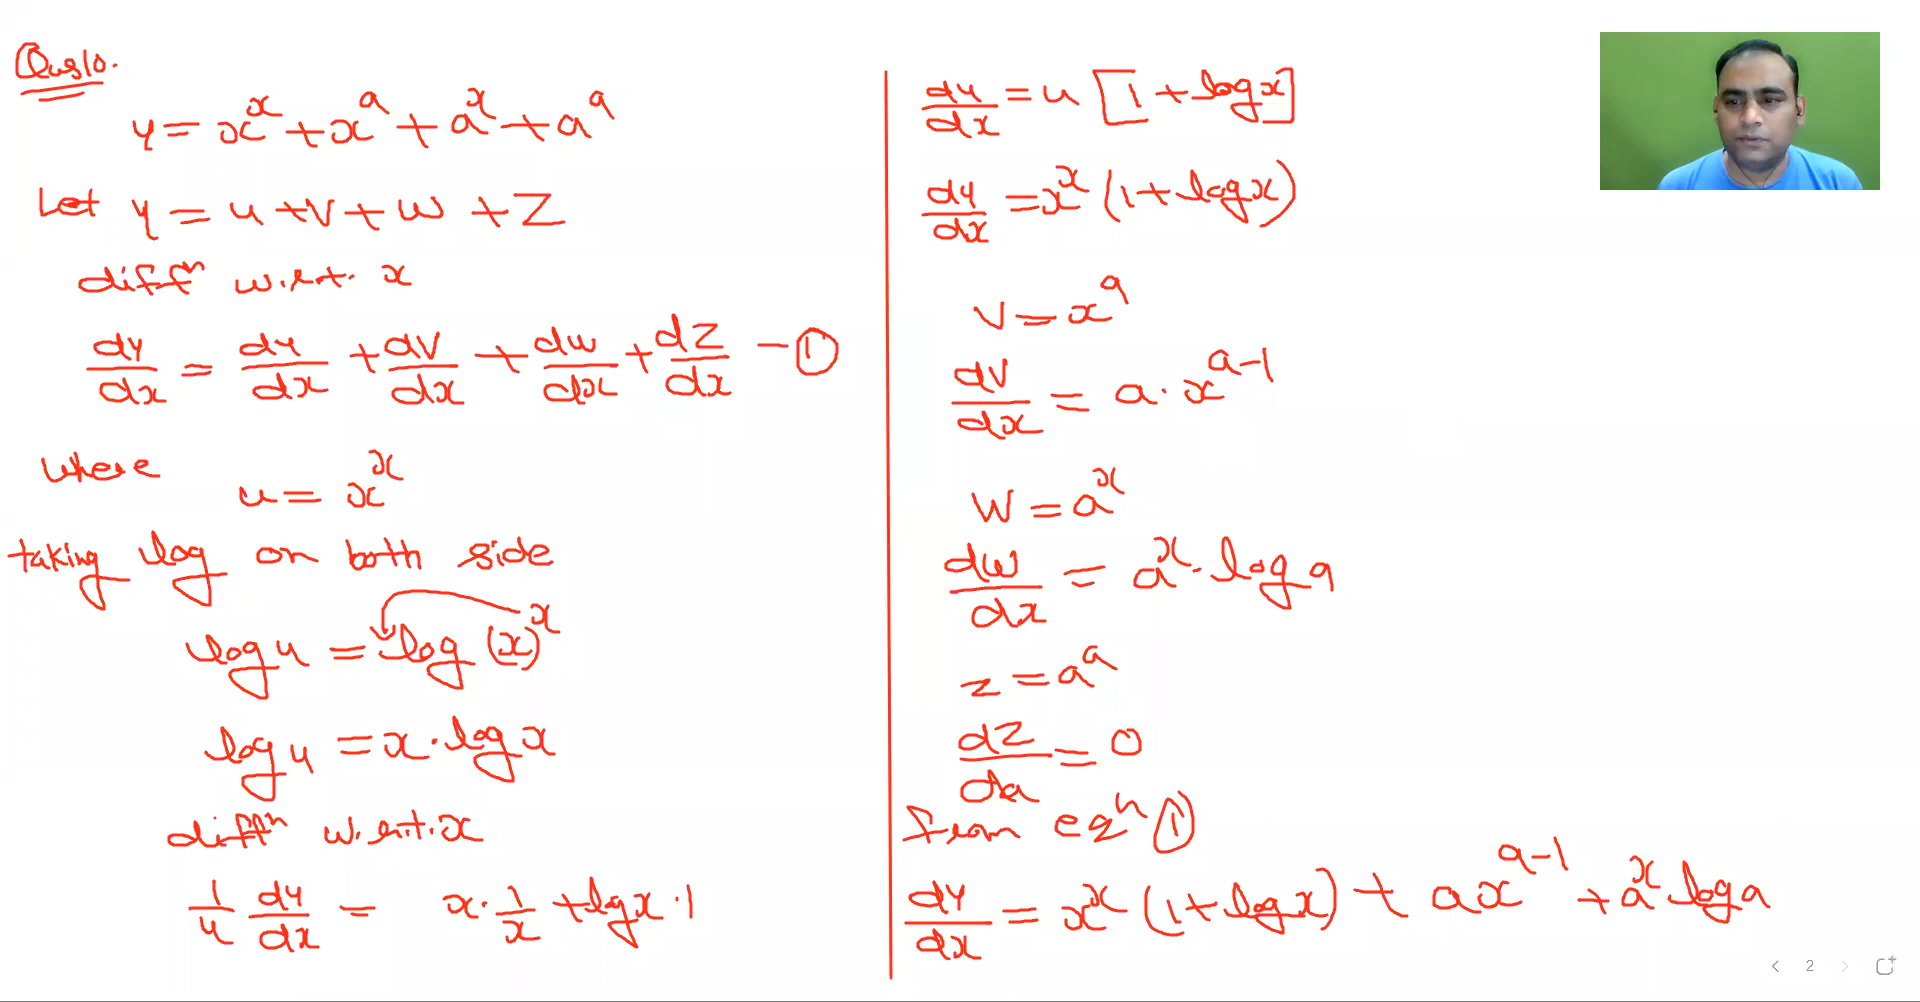 Ques10.
y = x^x + x^a + a^x + a^a
Let y = u + v + w + z
diffⁿ w.r.t. x
dy/dx = du/dx + dv/dx + dw/dx + dz/dx — ①
where
u = x^x
taking log on both side
log u = log (x)^x
log u = x · log x
diffⁿ w.r.t. x
1/u du/dx = x · 1/x + log x · 1
du/dx = u [1 + log x]
du/dx = x^x (1 + log x)
v = x^a
dv/dx = a · x^(a-1)
w = a^x
dw/dx = a^x · log a
z = a^a
dz/dx = 0
from eqⁿ ①
dy/dx = x^x (1 + log x) + a x^(a-1) + a^x log a
2